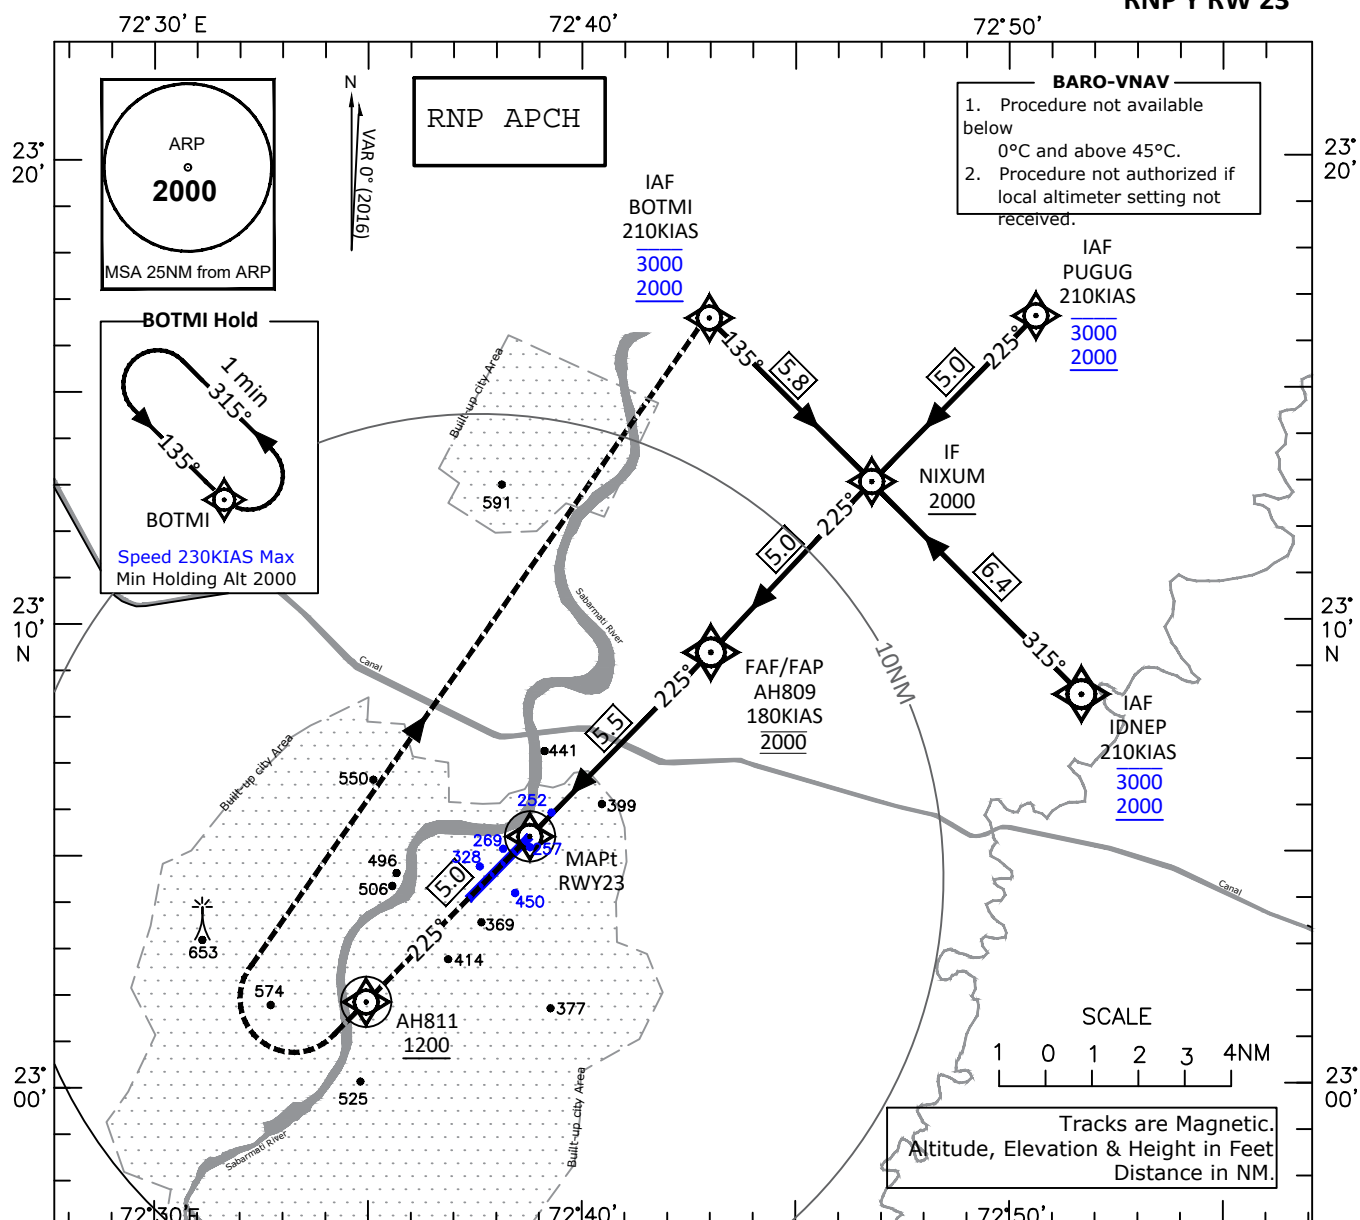 RNP Y RW 23
72°30' E
72°40'
72°50'
23°
20'
23°
20'
ARP
2000
MSA 25NM from ARP
N
VAR 0° (2016)
RNP APCH
BARO-VNAV
1. Procedure not available
below
0°C and above 45°C.
2. Procedure not authorized if
local altimeter setting not
received.
IAF
BOTMI
210KIAS
3000
2000
IAF
PUGUG
210KIAS
3000
2000
BOTMI Hold
1 min
315°
135°
BOTMI
Speed 230KIAS Max
Min Holding Alt 2000
Built-up city Area
591
135°
5.8
225°
5.0
IF
NIXUM
2000
225°
5.0
6.4
315°
23°
10'
N
23°
10'
N
Sabarmati River
Canal
10NM
FAF/FAP
AH809
180KIAS
2000
225°
5.5
IAF
IDNEP
210KIAS
3000
2000
Built-up city Area
441
550
252
399
269
257
328
MAPt
RWY23
496
506
5.0
450
369
225°
414
Canal
653
574
377
AH811
1200
525
SCALE
1 0 1 2 3 4NM
23°
00'
23°
00'
Built-up city Area
Sabarmati River
Tracks are Magnetic.
Altitude, Elevation & Height in Feet
Distance in NM.
72°30'E
72°40'
72°50'